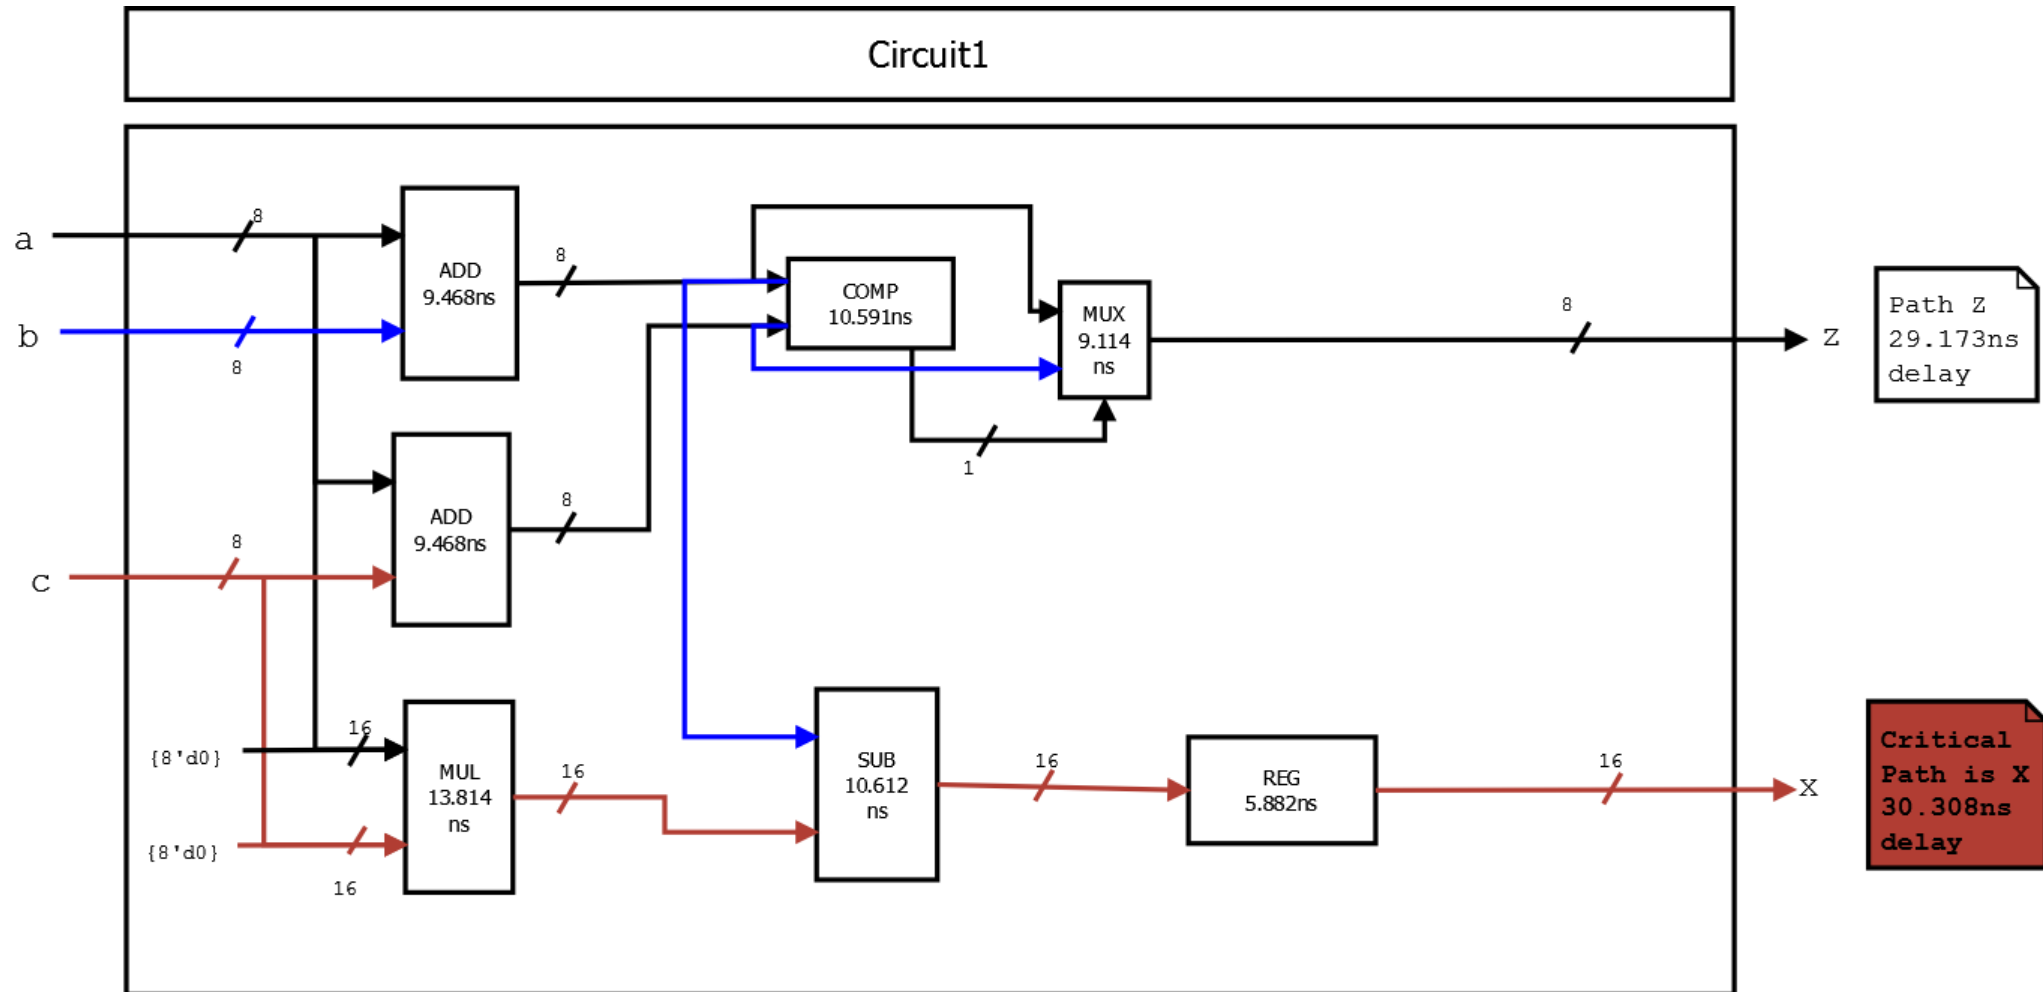 Circuit1
a
8
ADD
9.468ns
8
COMP
10.591ns
MUX
9.114
ns
8
Z
Path Z
29.173ns
delay
b
8
1
ADD
9.468ns
8
c
8
{8'd0}
16
MUL
13.814
ns
16
{8'd0}
16
SUB
10.612
ns
16
REG
5.882ns
16
X
Critical
Path is X
30.308ns
delay